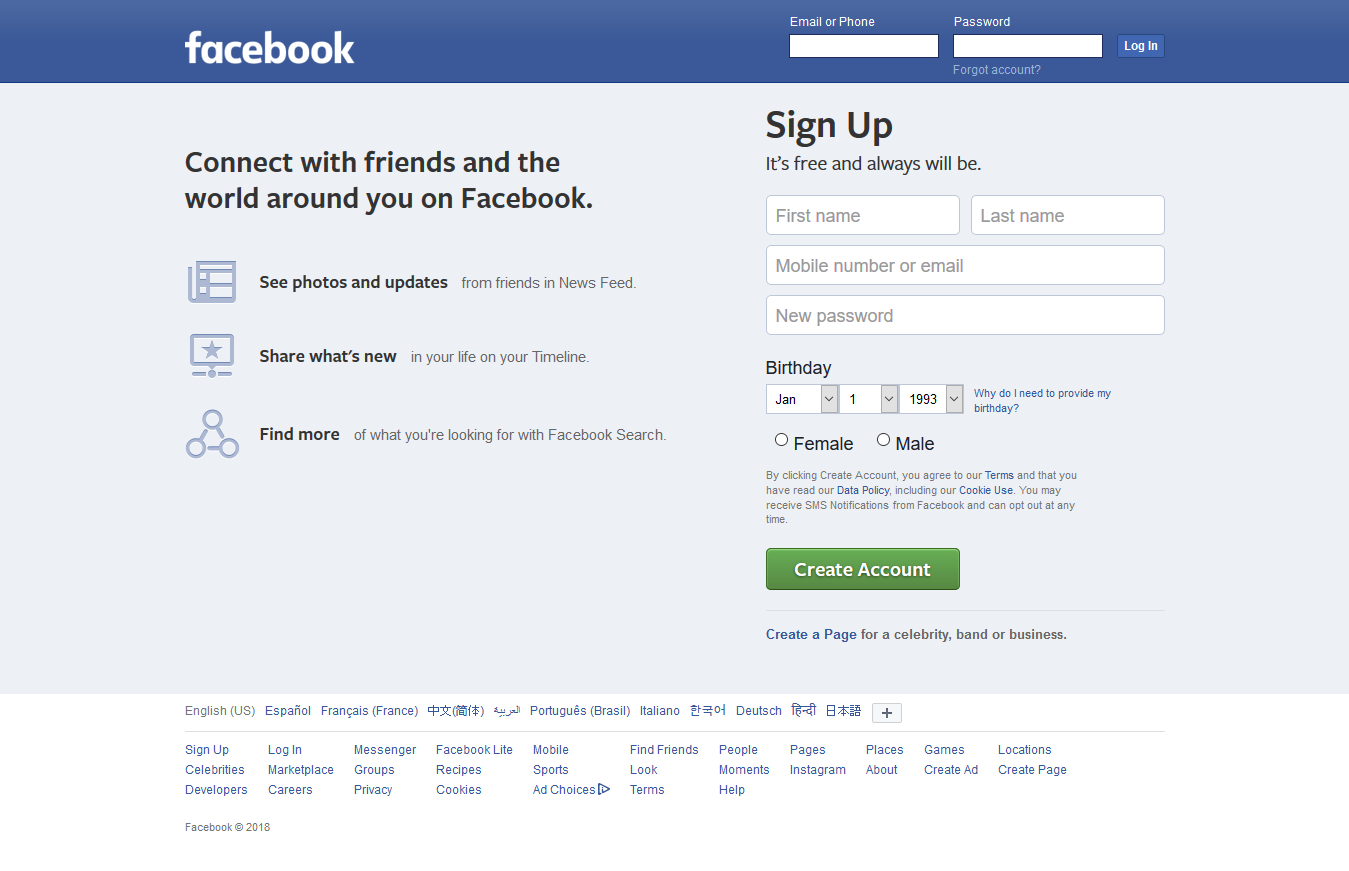 facebook
Email or Phone
Password
Log In
Forgot account?
Connect with friends and the
world around you on Facebook.
See photos and updates from friends in News Feed.
Share what's new in your life on your Timeline.
Find more of what you're looking for with Facebook Search.
Sign Up
It’s free and always will be.
First name Last name
Mobile number or email
New password
Birthday
Jan 1 1993
Why do I need to provide my
birthday?
Female Male
By clicking Create Account, you agree to our Terms and that you
have read our Data Policy, including our Cookie Use. You may
receive SMS Notifications from Facebook and can opt out at any
time.
Create Account
Create a Page for a celebrity, band or business.
English (US) Español Français (France) 中文(简体) العربية Português (Brasil) Italiano 한국어 Deutsch हिन्दी 日本語 +
Sign Up Log In Messenger Facebook Lite Mobile Find Friends People Pages Places Games Locations
Celebrities Marketplace Groups Recipes Sports Look Moments Instagram About Create Ad Create Page
Developers Careers Privacy Cookies Ad Choices Terms Help
Facebook © 2018